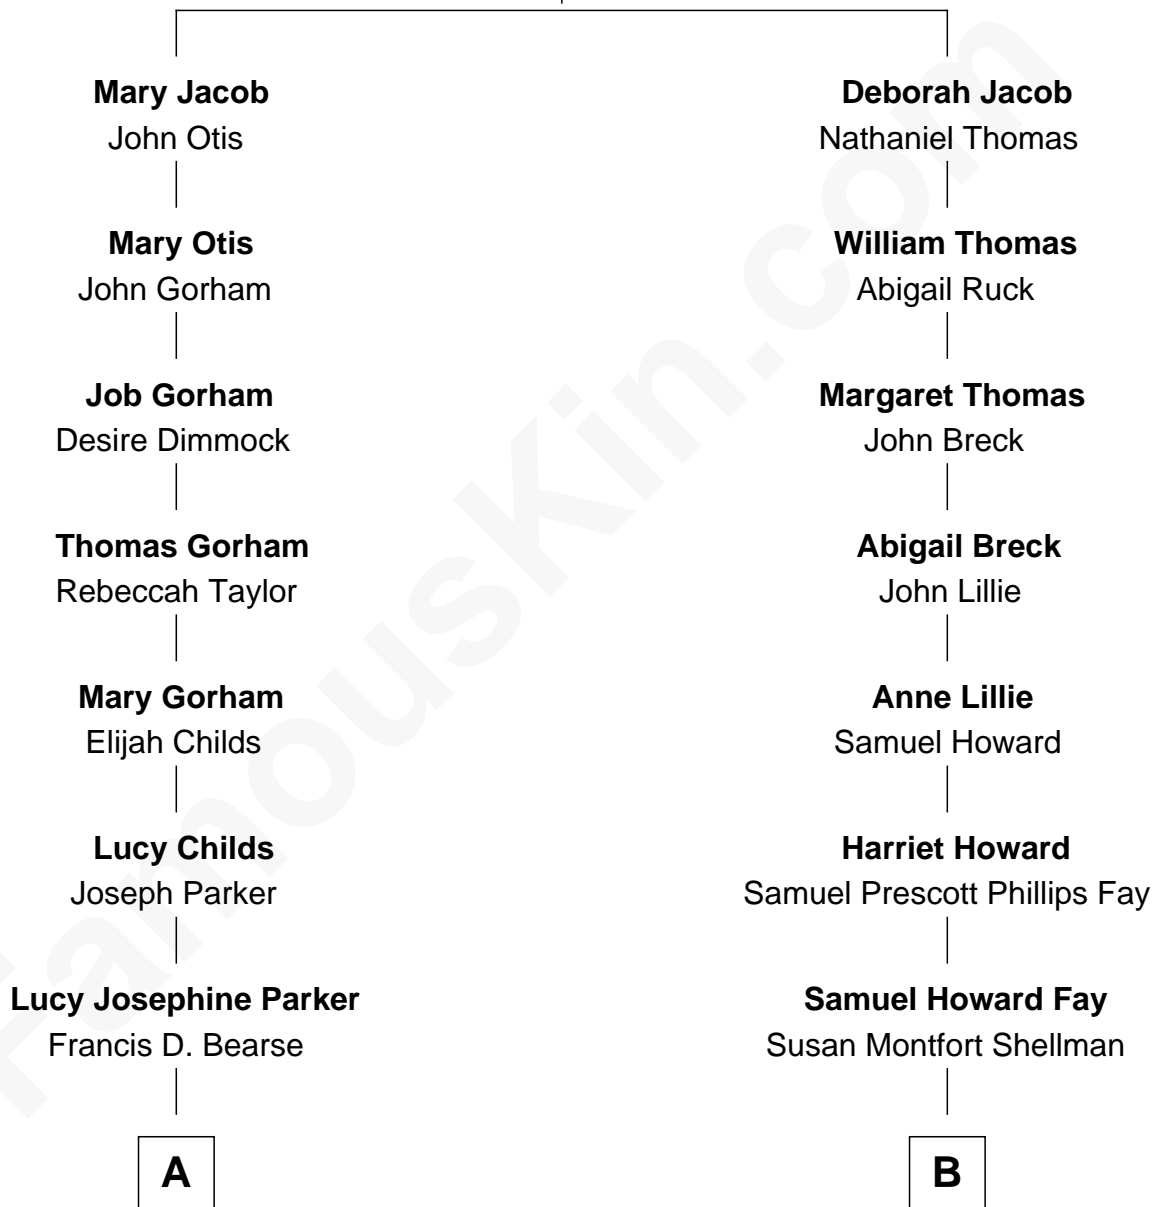 Mary Jacob
John Otis
Deborah Jacob
Nathaniel Thomas
Mary Otis
John Gorham
William Thomas
Abigail Ruck
Job Gorham
Desire Dimmock
Margaret Thomas
John Breck
Thomas Gorham
Rebeccah Taylor
Abigail Breck
John Lillie
Mary Gorham
Elijah Childs
Anne Lillie
Samuel Howard
Lucy Childs
Joseph Parker
Harriet Howard
Samuel Prescott Phillips Fay
Lucy Josephine Parker
Francis D. Bearse
Samuel Howard Fay
Susan Montfort Shellman
A
B
FamousKin.com